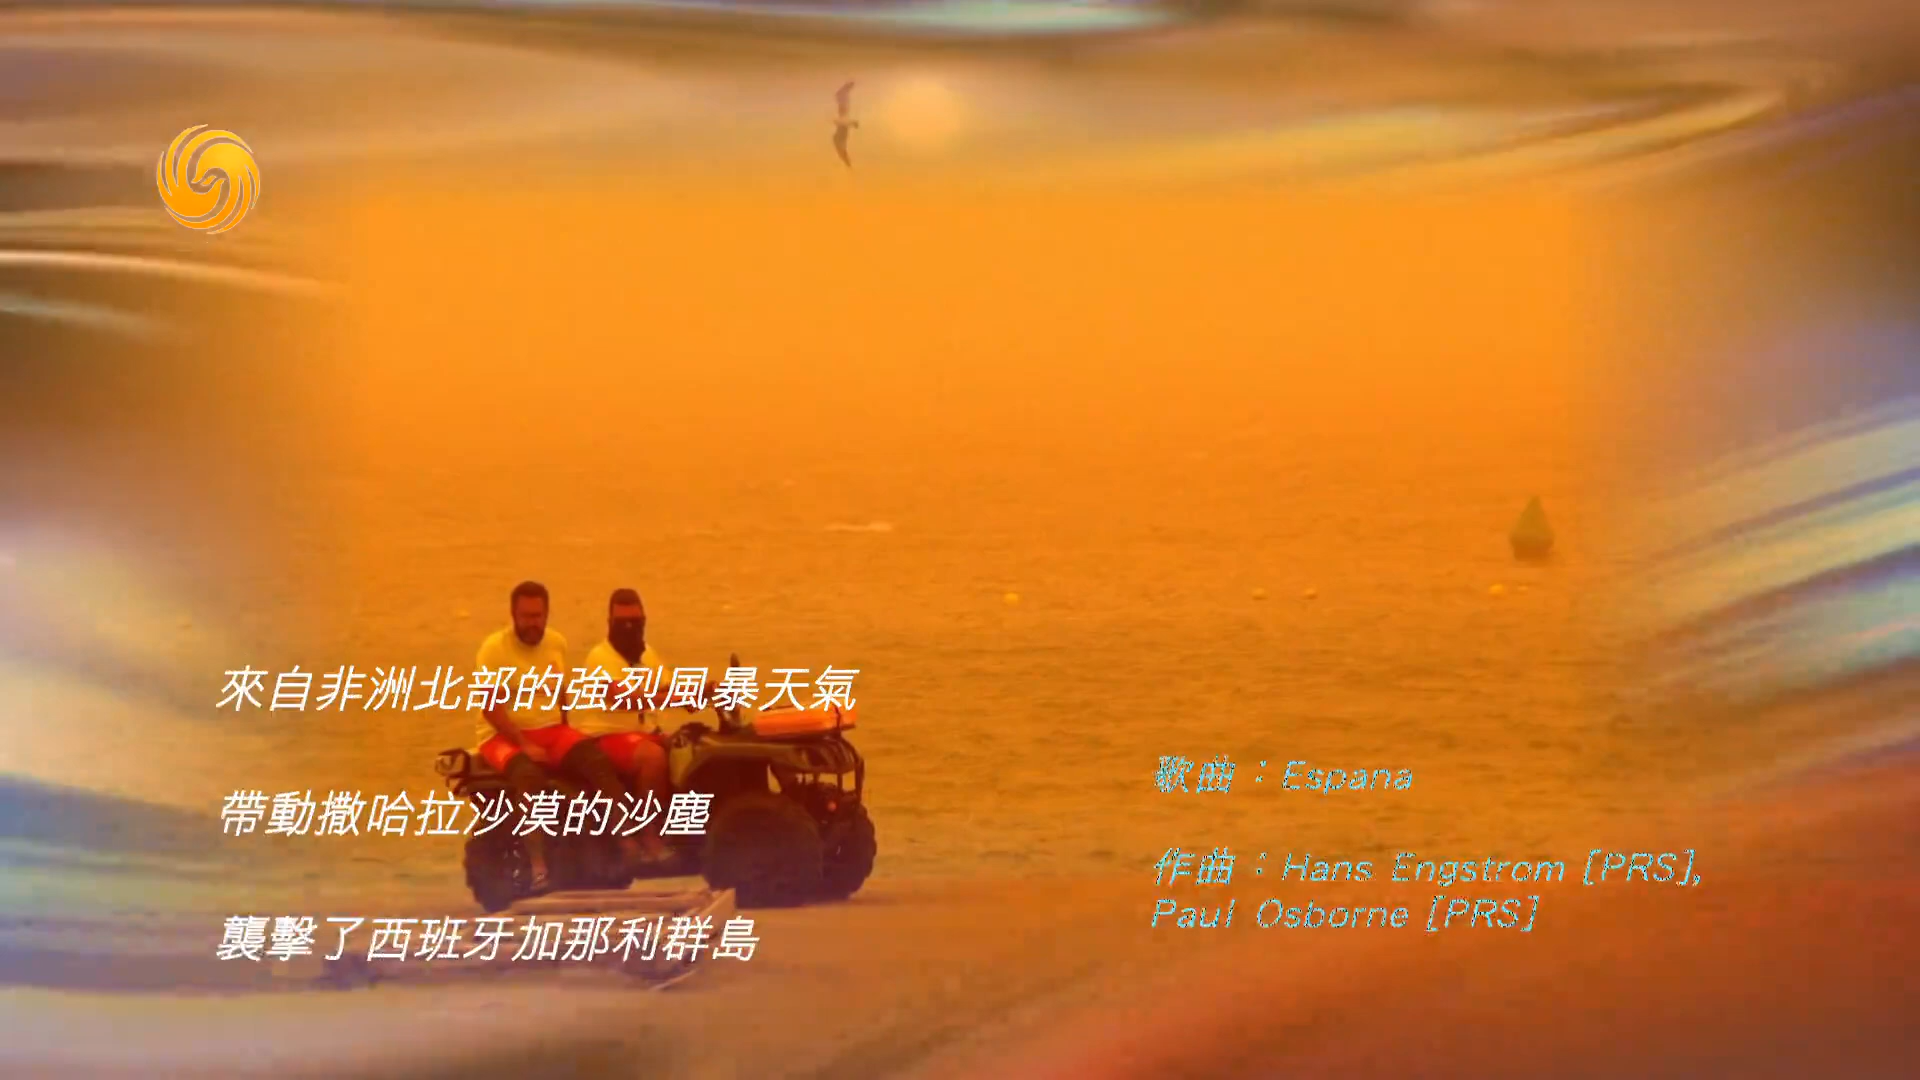 來自非洲北部的強烈風暴天氣
帶動撒哈拉沙漠的沙塵
襲擊了西班牙加那利群島
歌曲：Espana
作曲：Hans Engstrom [PRS],
Paul Osborne [PRS]